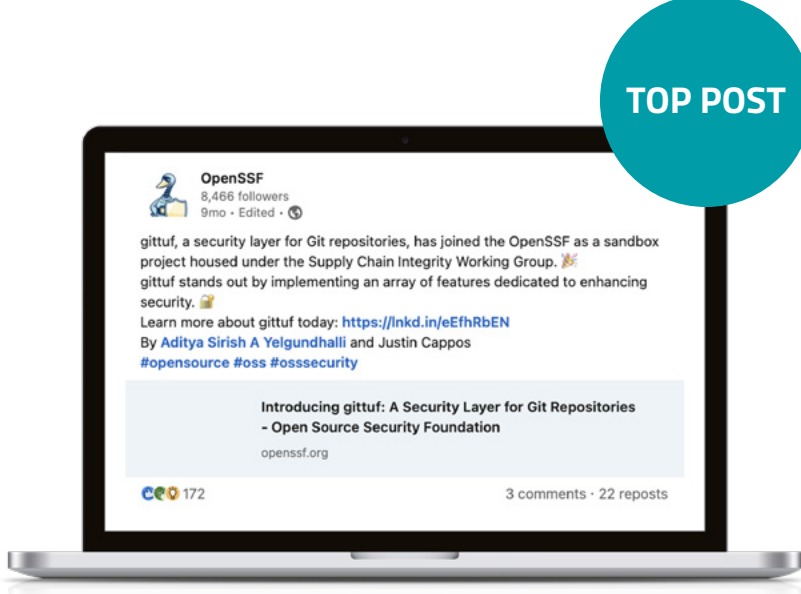 TOP POST
OpenSSF
8,466 followers
9mo • Edited •
gittuf, a security layer for Git repositories, has joined the OpenSSF as a sandbox
project housed under the Supply Chain Integrity Working Group. 🎉
gittuf stands out by implementing an array of features dedicated to enhancing
security. 🔐
Learn more about gittuf today: https://lnkd.in/eEfhRbEN
By Aditya Sirish A Yelgundhalli and Justin Cappos
#opensource #oss #osssecurity
Introducing gittuf: A Security Layer for Git Repositories
- Open Source Security Foundation
openssf.org
172
3 comments · 22 reposts